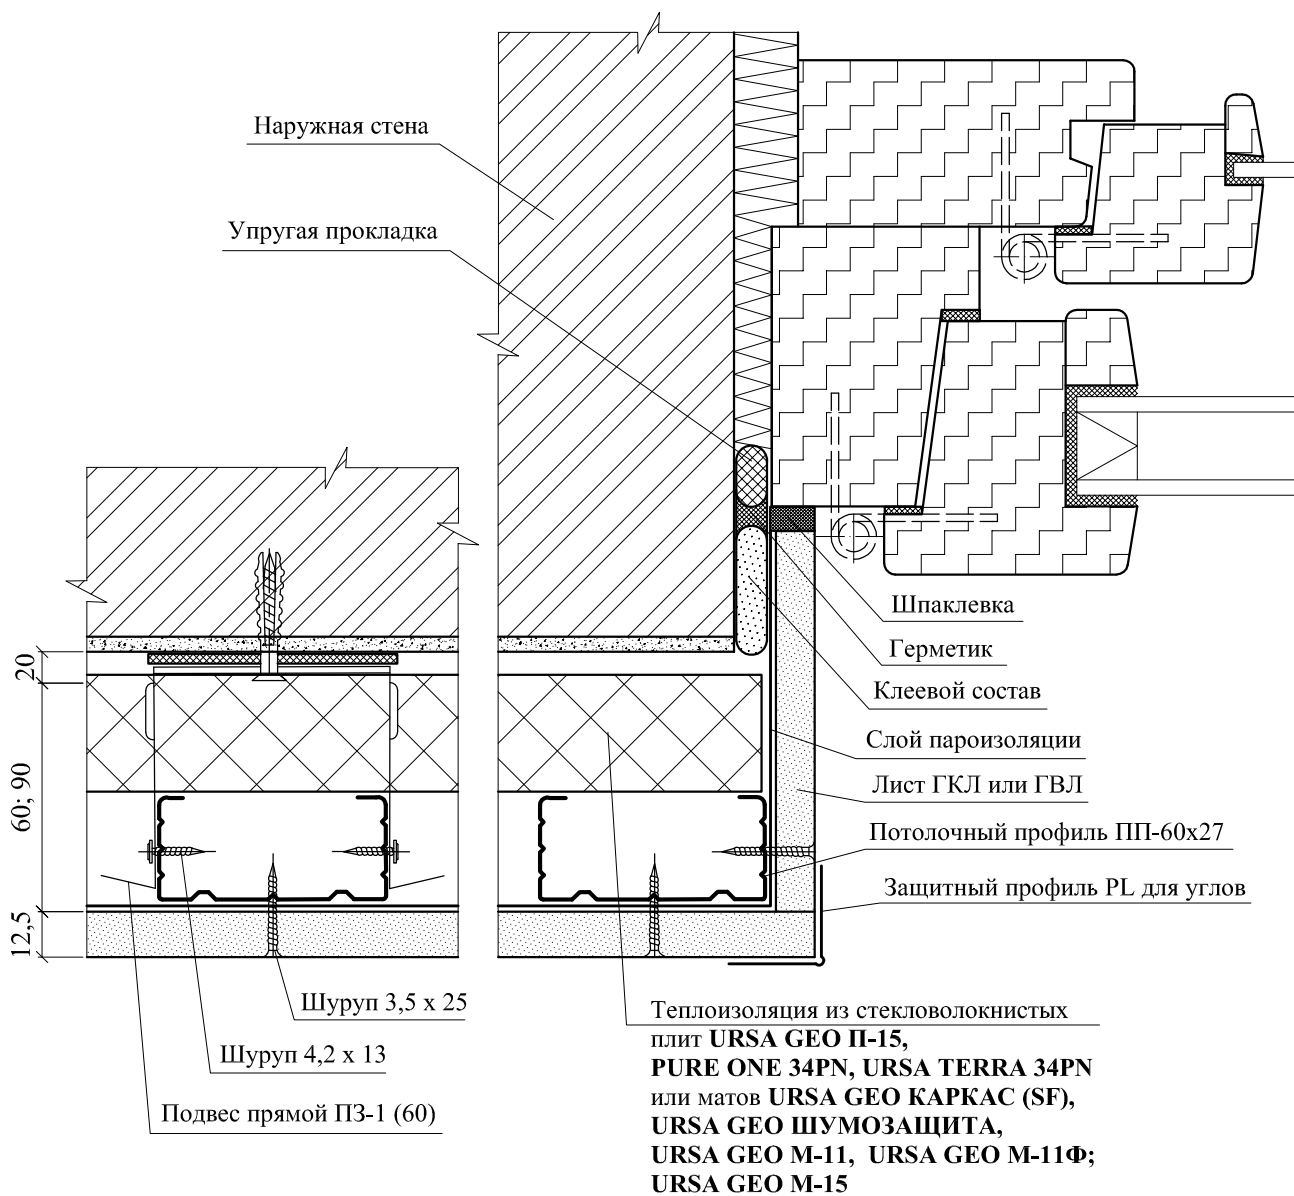 Наружная стена
Упругая прокладка
Шпаклевка
Герметик
Клеевой состав
Слой пароизоляции
Лист ГКЛ или ГВЛ
Потолочный профиль ПП-60х27
Защитный профиль PL для углов
20
60; 90
12,5
Шуруп 3,5 х 25
Шуруп 4,2 х 13
Подвес прямой ПЗ-1 (60)
Теплоизоляция из стекловолокнистых
плит URSA GEO П-15,
PURE ONE 34PN, URSA TERRA 34PN
или матов URSA GEO КАРКАС (SF),
URSA GEO ШУМОЗАЩИТА,
URSA GEO М-11, URSA GEO М-11Ф;
URSA GEO М-15